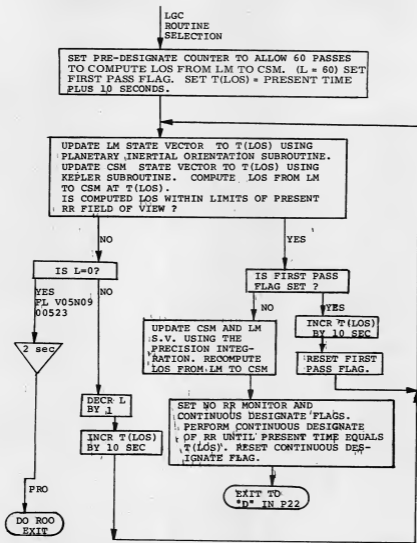 LGC
ROUTINE
SELECTION
SET PRE-DESIGNATE COUNTER TO ALLOW 60 PASSES
TO COMPUTE LOS FROM LM TO CSM. (L = 60) SET
FIRST PASS FLAG. SET T(LOS) = PRESENT TIME
PLUS 10 SECONDS.
UPDATE LM STATE VECTOR TO T(LOS) USING
PLANETARY INERTIAL ORIENTATION SUBROUTINE.
UPDATE CSM STATE VECTOR TO T(LOS) USING
KEPLER SUBROUTINE. COMPUTE LOS FROM LM
TO CSM AT T(LOS).
IS COMPUTED LOS WITHIN LIMITS OF PRESENT
RR FIELD OF VIEW ?
NO
YES
IS L=0?
IS FIRST PASS
FLAG SET ?
YES
FL V05N09
00523
NO
NO
YES
2 sec
UPDATE CSM AND LM
S.V. USING THE
PRECISION INTEG-
RATION. RECOMPUTE
LOS FROM LM TO CSM
INCR T(LOS)
BY 10 SEC
RESET FIRST
PASS FLAG.
DECR L
BY 1
INCR T(LOS)
BY 10 SEC
SET NO RR MONITOR AND
CONTINUOUS DESIGNATE FLAGS.
PERFORM CONTINUOUS DESIGNATE
OF RR UNTIL PRESENT TIME EQUALS
T(LOS). RESET CONTINUOUS DES-
IGNATE FLAG.
PRO
EXIT TO
"D" IN P22
DO ROO
EXIT